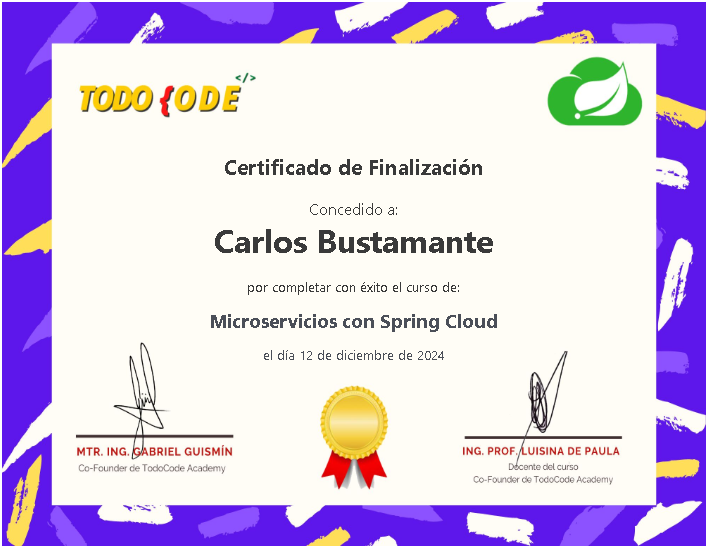 </>
TODO {ODE
Certificado de Finalización
Concedido a:
Carlos Bustamante
por completar con éxito el curso de:
Microservicios con Spring Cloud
el día 12 de diciembre de 2024
MTR. ING. GABRIEL GUISMÍN
Co-Founder de TodoCode Academy
ING. PROF. LUISINA DE PAULA
Docente del curso
Co-Founder de TodoCode Academy